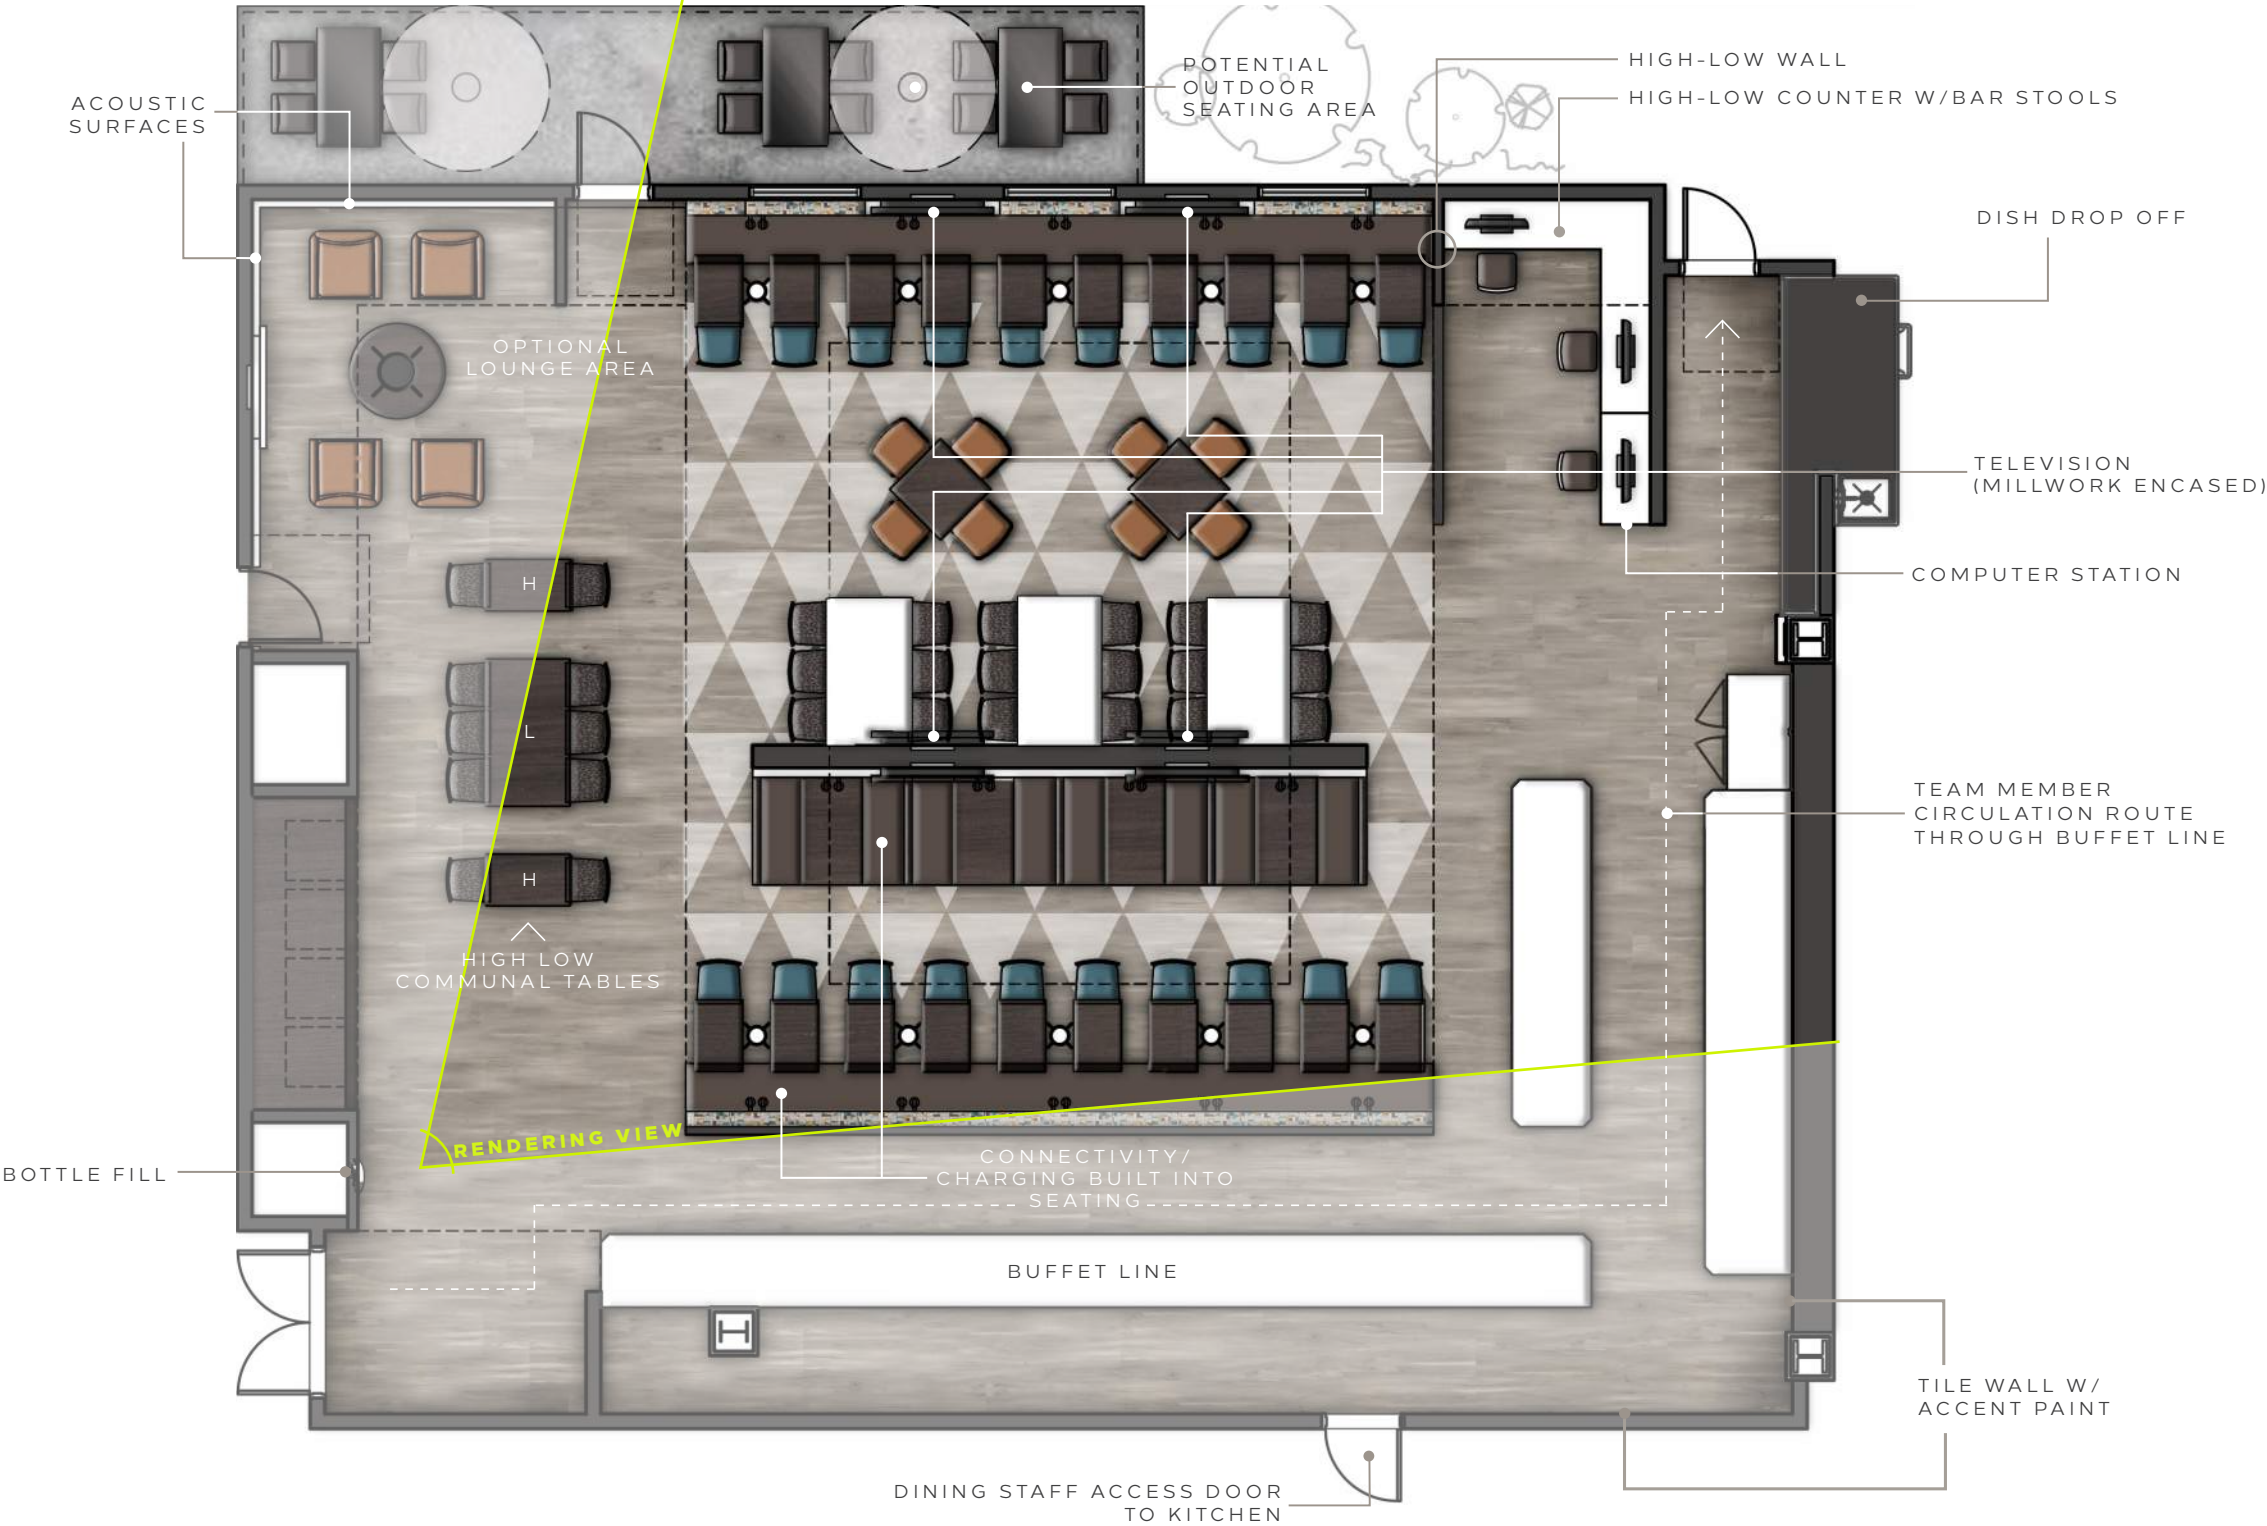 ACOUSTIC
SURFACES
POTENTIAL
OUTDOOR
SEATING AREA
HIGH-LOW WALL
HIGH-LOW COUNTER W/BAR STOOLS
DISH DROP OFF
OPTIONAL
LOUNGE AREA
TELEVISION
(MILLWORK ENCASED)
COMPUTER STATION
H
L
H
HIGH LOW
COMMUNAL TABLES
TEAM MEMBER
CIRCULATION ROUTE
THROUGH BUFFET LINE
RENDERING VIEW
BOTTLE FILL
CONNECTIVITY/
CHARGING BUILT INTO
SEATING
BUFFET LINE
TILE WALL W/
ACCENT PAINT
DINING STAFF ACCESS DOOR
TO KITCHEN